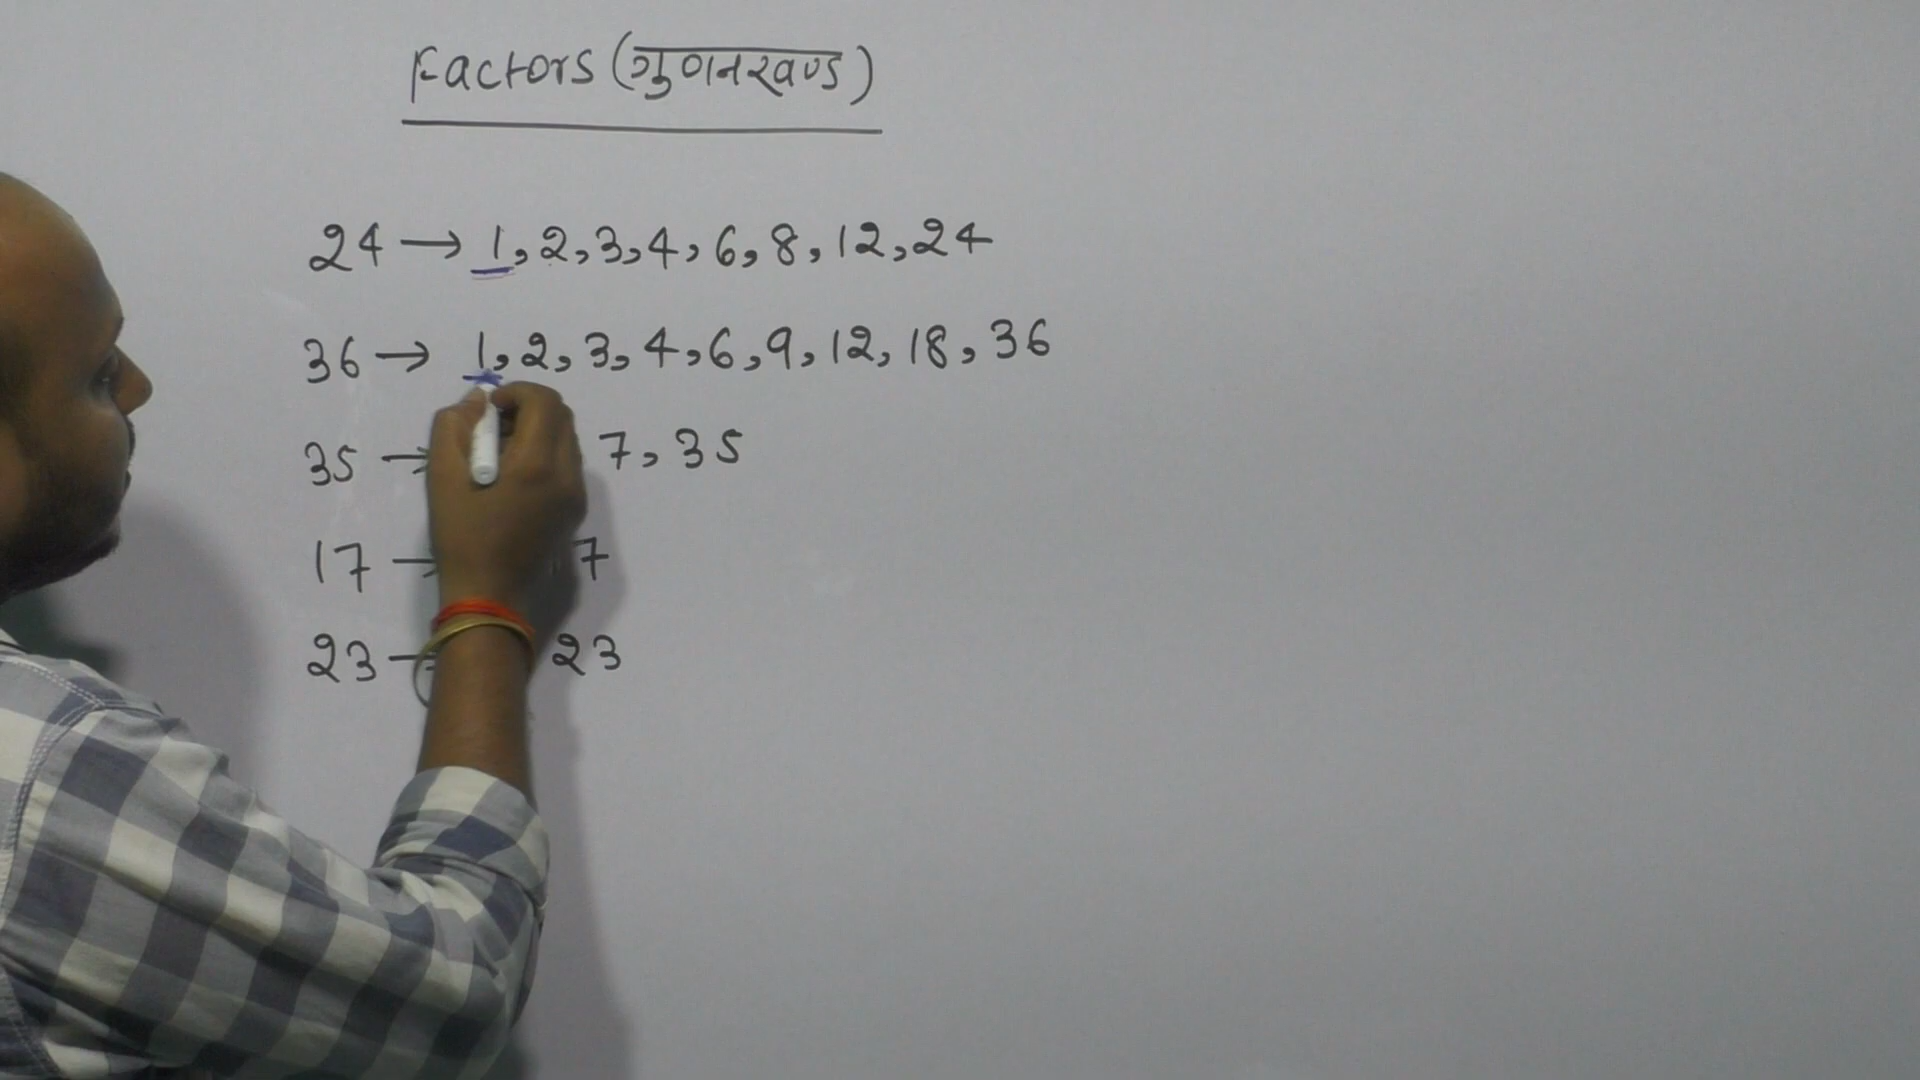 Factors (गुणनखण्ड)
24 → 1, 2, 3, 4, 6, 8, 12, 24
36 → 1, 2, 3, 4, 6, 9, 12, 18, 36
35 → 7, 35
17 → 7
23 → 23